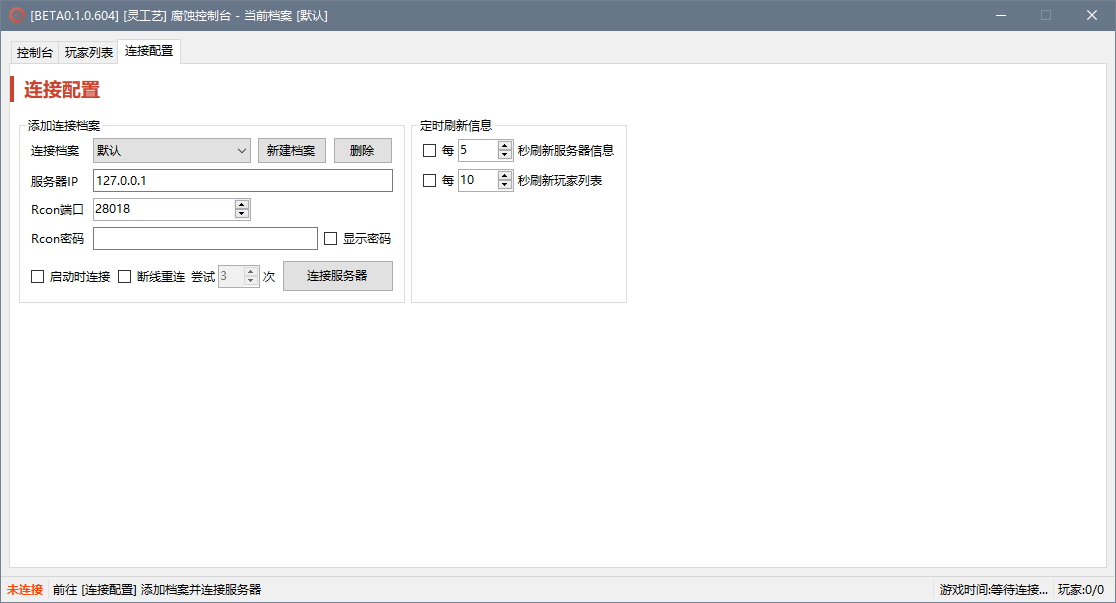 [BETA0.1.0.604] [灵工艺] 腐蚀控制台 - 当前档案 [默认]
控制台 玩家列表 连接配置
连接配置
添加连接档案
连接档案 默认 新建档案 删除
服务器IP 127.0.0.1
Rcon端口 28018
Rcon密码 显示密码
启动时连接 断线重连 尝试 3 次 连接服务器
定时刷新信息
每 5 秒刷新服务器信息
每 10 秒刷新玩家列表
未连接 前往 [连接配置] 添加档案并连接服务器 游戏时间:等待连接... 玩家:0/0